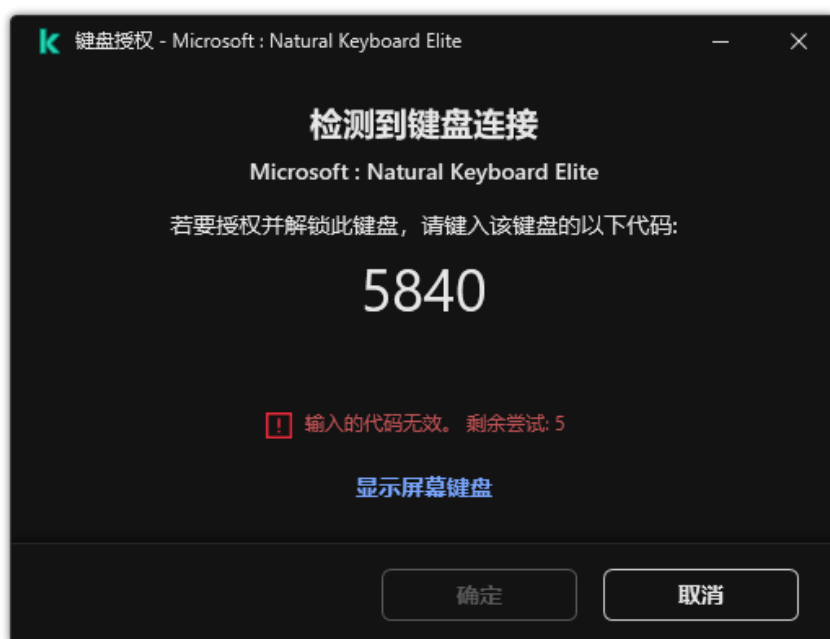 键盘授权 - Microsoft : Natural Keyboard Elite
检测到键盘连接
Microsoft : Natural Keyboard Elite
若要授权并解锁此键盘，请键入该键盘的以下代码:
5840
输入的代码无效。 剩余尝试: 5
显示屏幕键盘
确定
取消